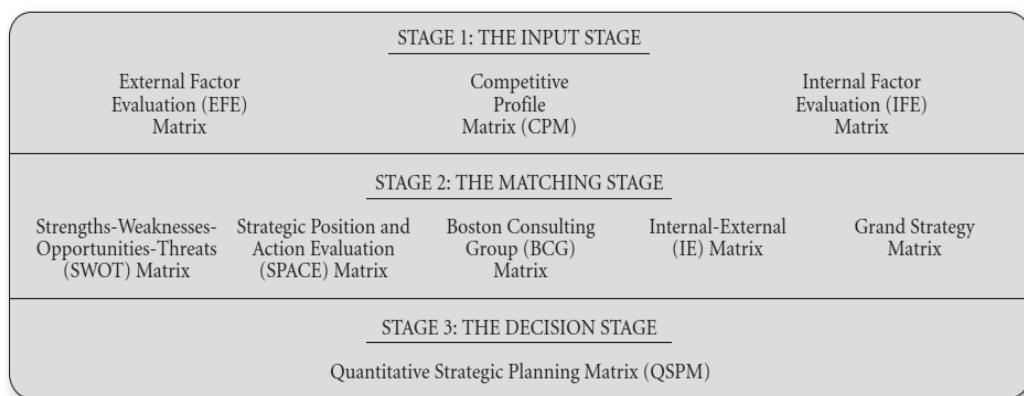 STAGE 1: THE INPUT STAGE
External Factor
Evaluation (EFE)
Matrix
Competitive
Profile
Matrix (CPM)
Internal Factor
Evaluation (IFE)
Matrix
STAGE 2: THE MATCHING STAGE
Strengths-Weaknesses-
Opportunities-Threats
(SWOT) Matrix
Strategic Position and
Action Evaluation
(SPACE) Matrix
Boston Consulting
Group (BCG)
Matrix
Internal-External
(IE) Matrix
Grand Strategy
Matrix
STAGE 3: THE DECISION STAGE
Quantitative Strategic Planning Matrix (QSPM)